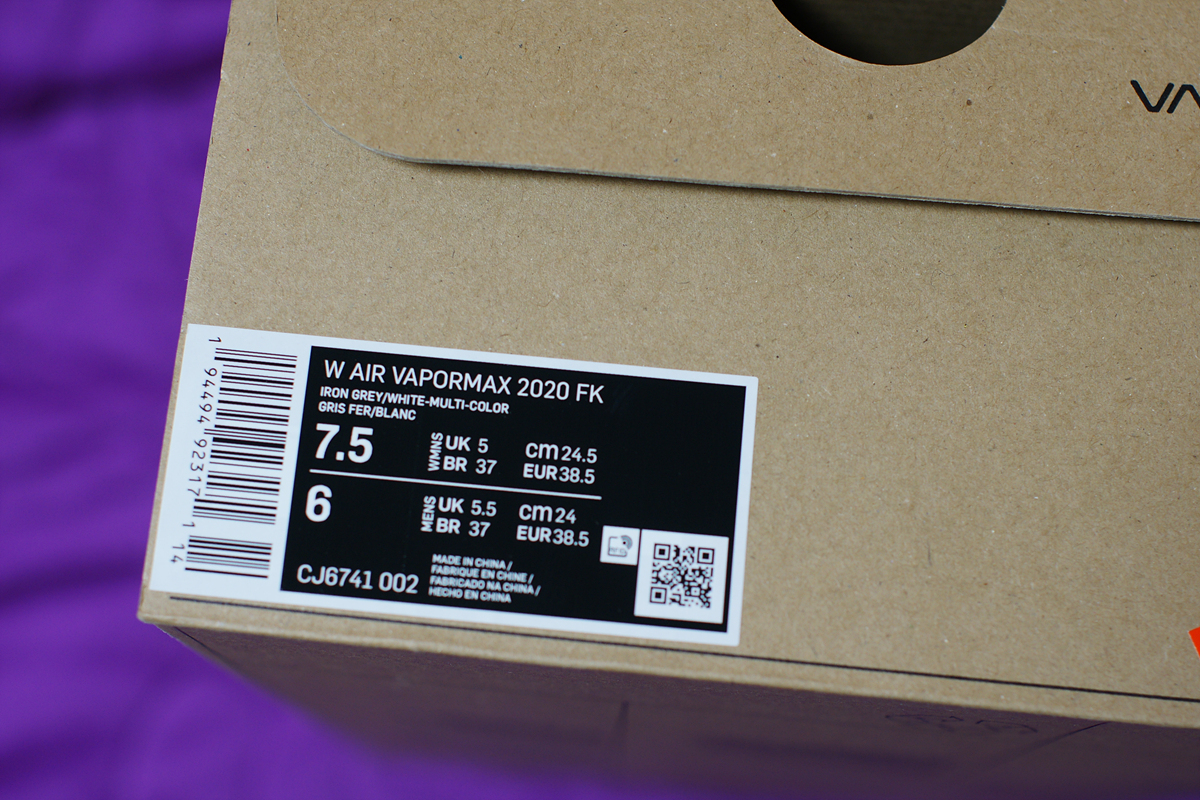 VA
W AIR VAPORMAX 2020 FK
IRON GREY/WHITE-MULTI-COLOR
GRIS FER/BLANC
7.5
WMNS
UK 5
BR 37
cm 24.5
EUR 38.5
6
MENS
UK 5.5
BR 37
cm 24
EUR 38.5
CJ6741 002
MADE IN CHINA /
FABRIQUE EN CHINE /
FABRICADO NA CHINA /
HECHO EN CHINA
1 94494 92317 1 14